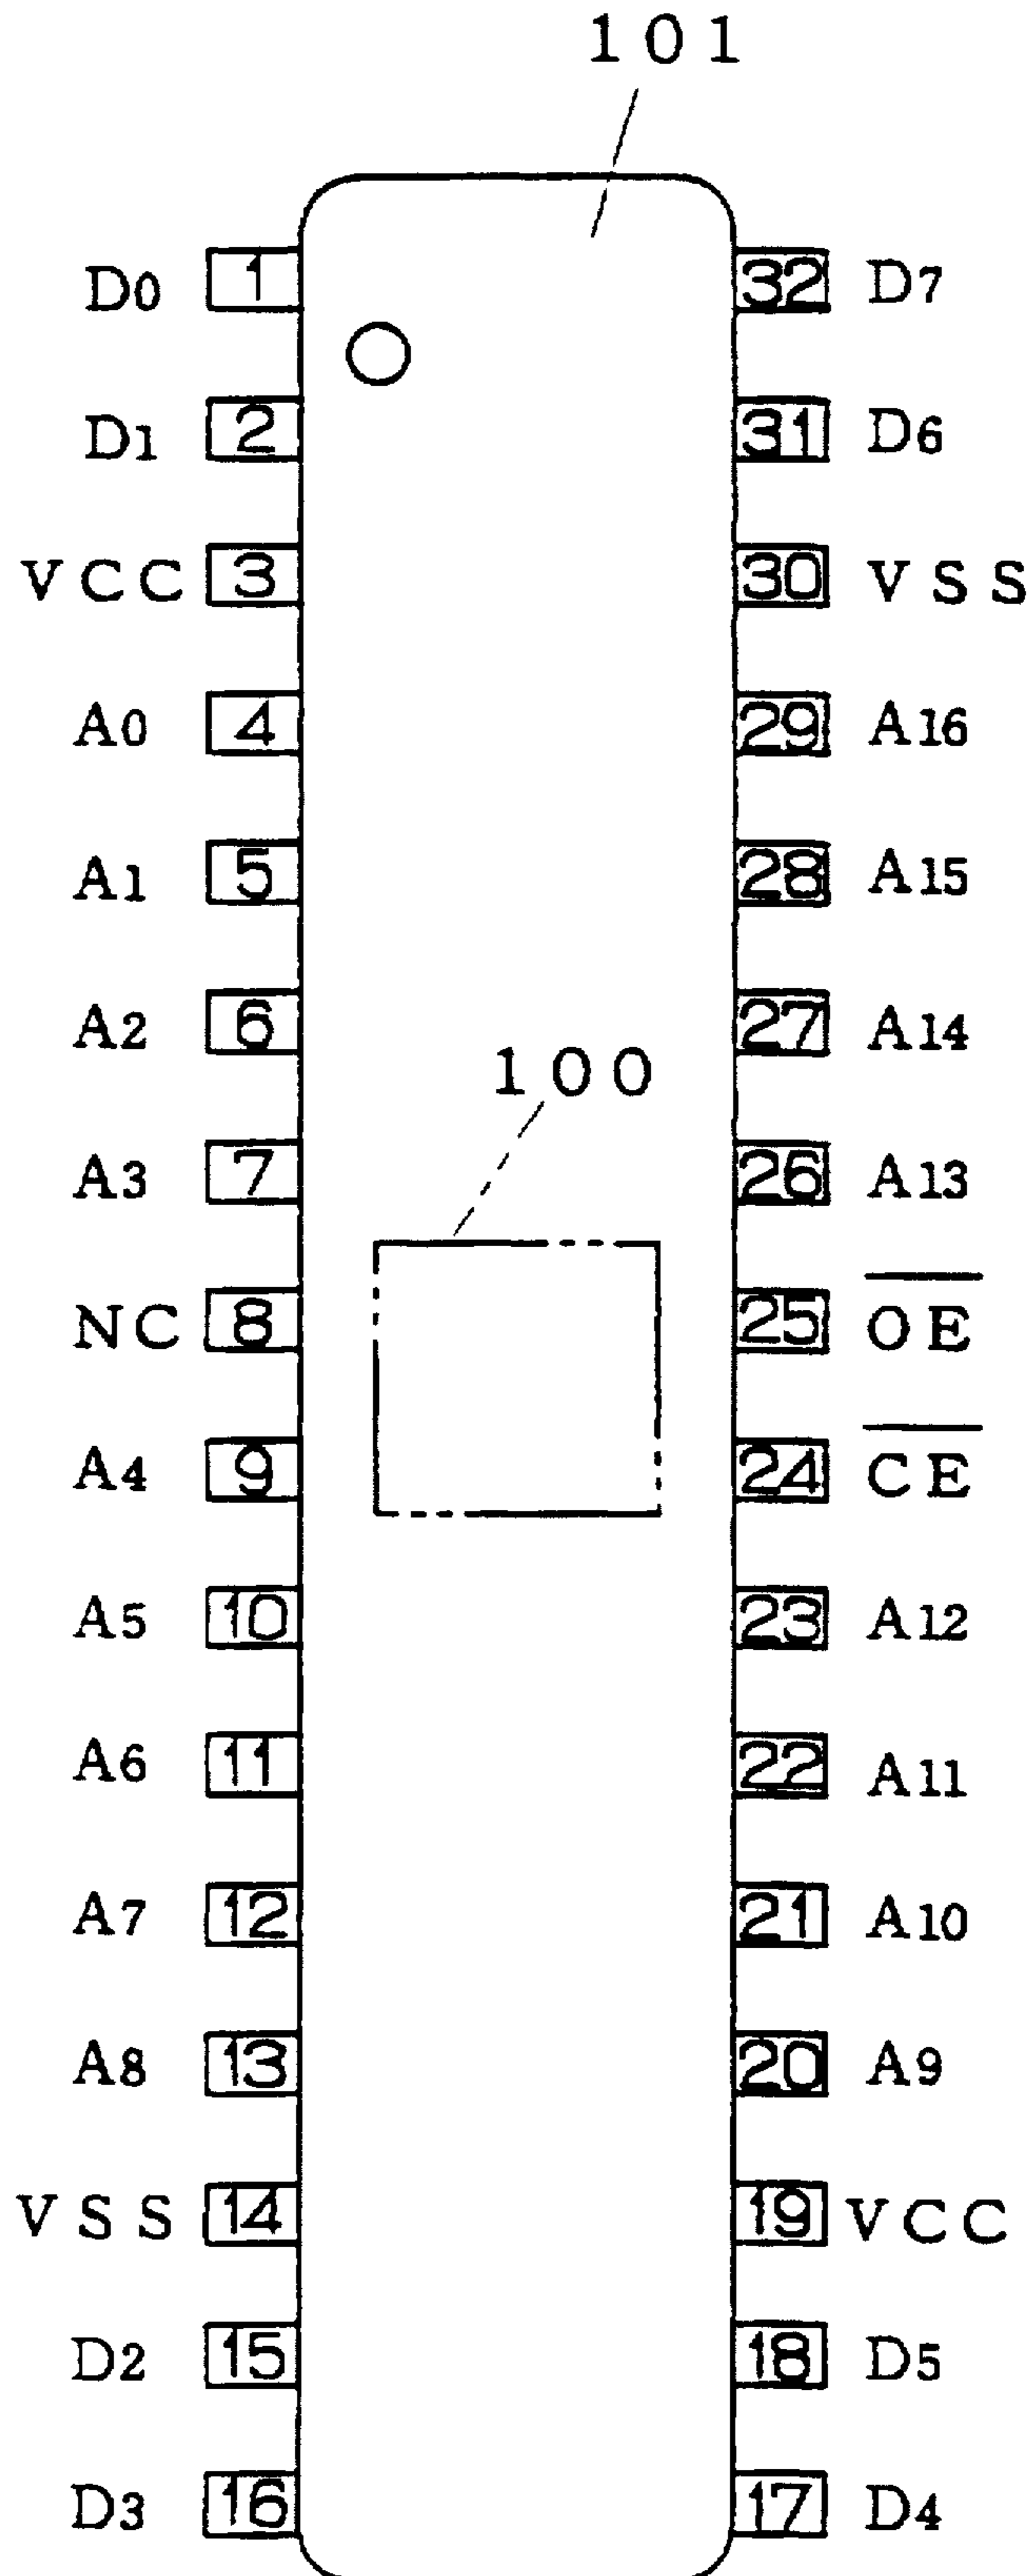 101
D0 1 32 D7
D1 2 31 D6
VCC 3 30 VSS
A0 4 29 A16
A1 5 28 A15
A2 6 27 A14
100
A3 7 26 A13
NC 8 25 O̅E̅
A4 9 24 C̅E̅
A5 10 23 A12
A6 11 22 A11
A7 12 21 A10
A8 13 20 A9
VSS 14 19 VCC
D2 15 18 D5
D3 16 17 D4